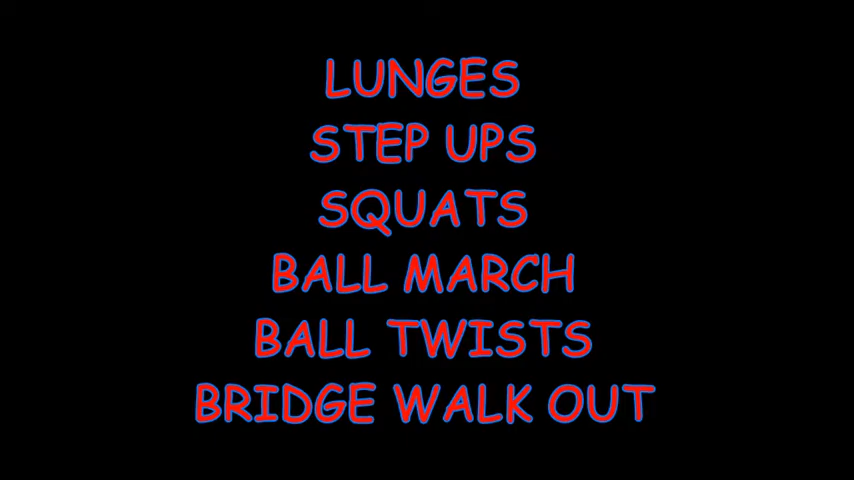 LUNGES
STEP UPS
SQUATS
BALL MARCH
BALL TWISTS
BRIDGE WALK OUT